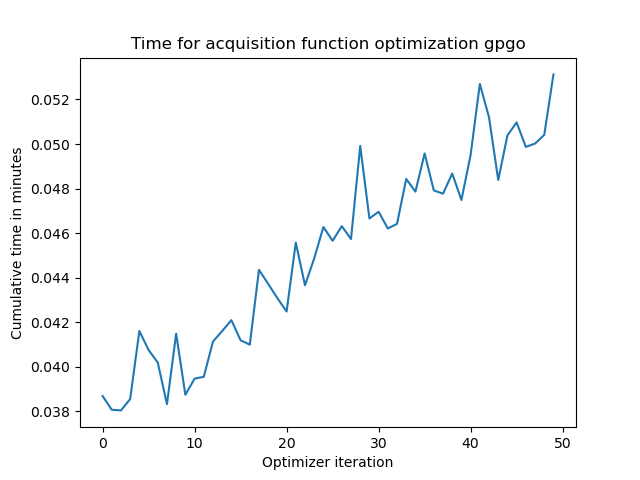 Time for acquisition function optimization gpgo
Cumulative time in minutes
0.052
0.050
0.048
0.046
0.044
0.042
0.040
0.038
0 10 20 30 40 50
Optimizer iteration